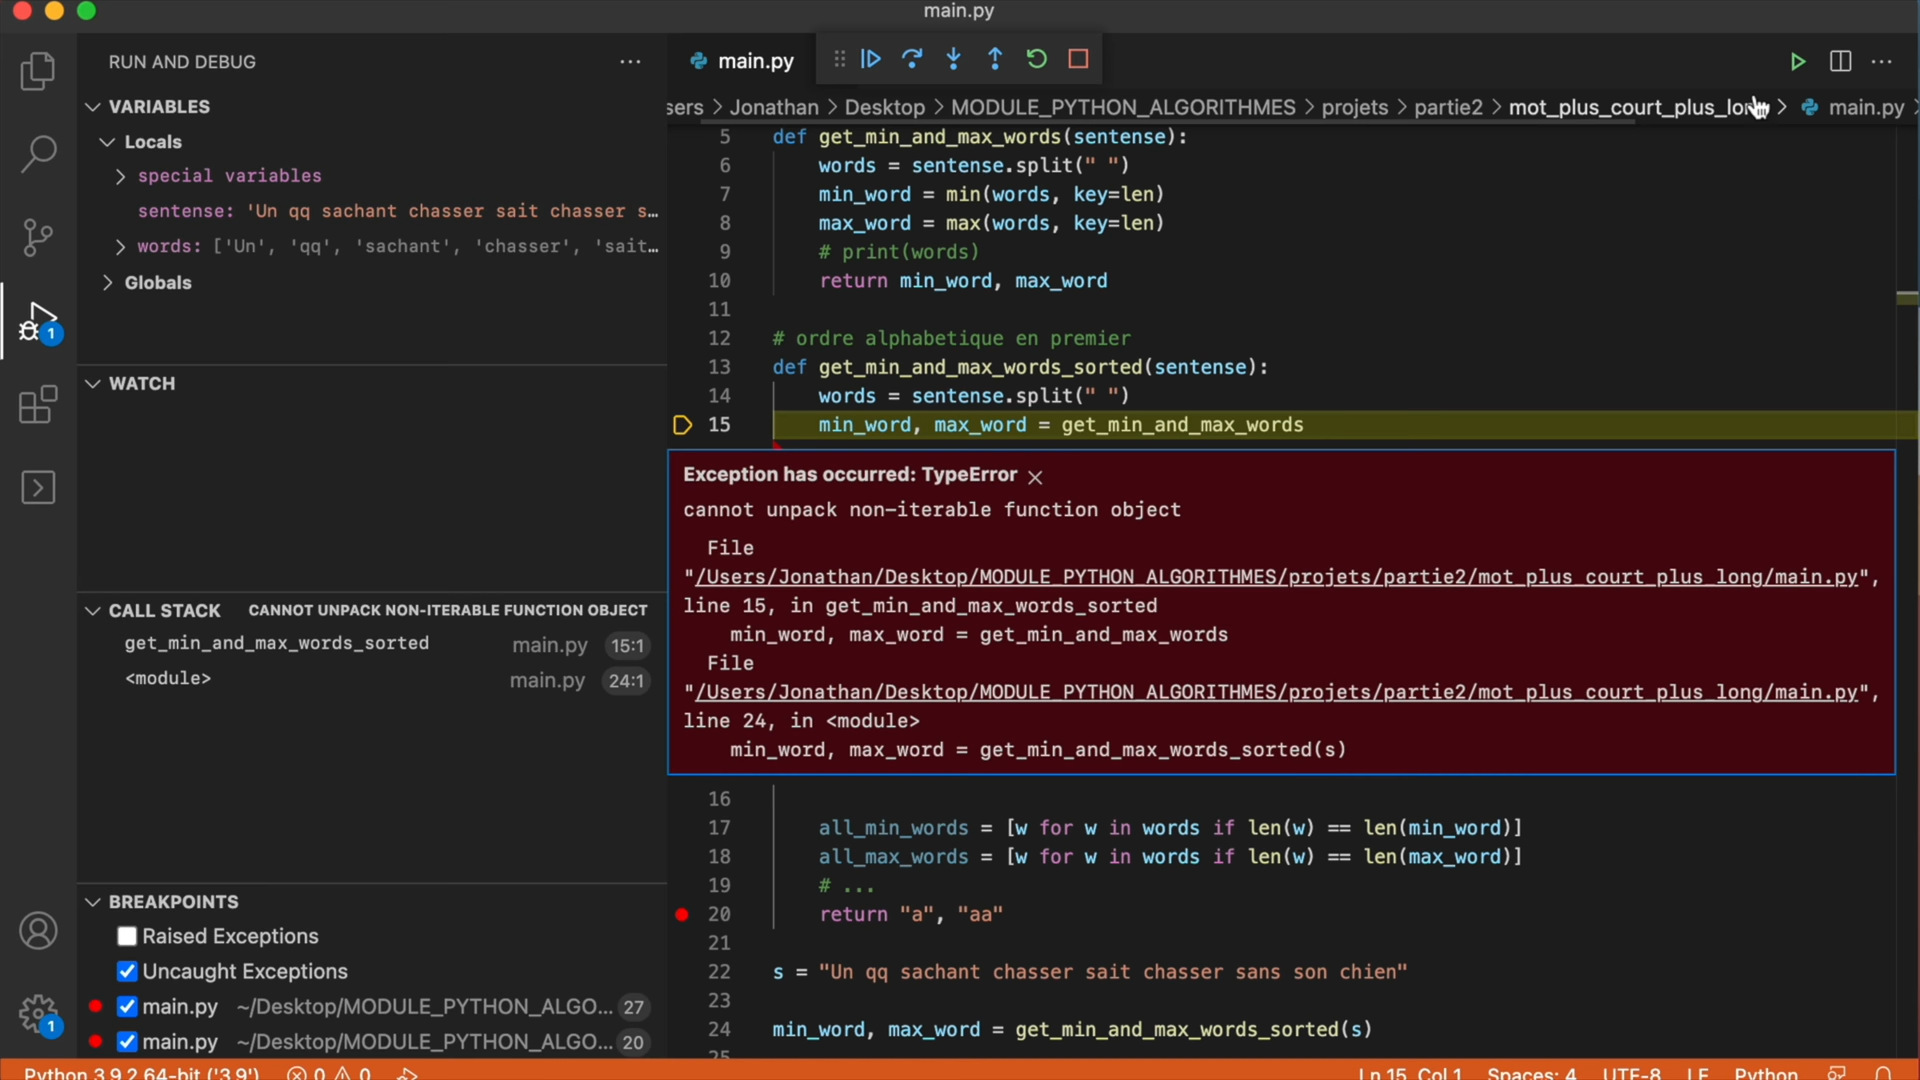 main.py
RUN AND DEBUG
VARIABLES
Locals
special variables
sentense: 'Un qq sachant chasser sait chasser s…
words: ['Un', 'qq', 'sachant', 'chasser', 'sait…
Globals
WATCH
CALL STACK CANNOT UNPACK NON-ITERABLE FUNCTION OBJECT
get_min_and_max_words_sorted main.py 15:1
<module> main.py 24:1
BREAKPOINTS
Raised Exceptions
Uncaught Exceptions
main.py ~/Desktop/MODULE_PYTHON_ALGO... 27
main.py ~/Desktop/MODULE_PYTHON_ALGO... 20
main.py
sers > Jonathan > Desktop > MODULE_PYTHON_ALGORITHMES > projets > partie2 > mot_plus_court_plus_long > main.py >
5 def get_min_and_max_words(sentense):
6 words = sentense.split(" ")
7 min_word = min(words, key=len)
8 max_word = max(words, key=len)
9 # print(words)
10 return min_word, max_word
11
12 # ordre alphabetique en premier
13 def get_min_and_max_words_sorted(sentense):
14 words = sentense.split(" ")
15 min_word, max_word = get_min_and_max_words
Exception has occurred: TypeError
cannot unpack non-iterable function object
File
"/Users/Jonathan/Desktop/MODULE_PYTHON_ALGORITHMES/projets/partie2/mot_plus_court_plus_long/main.py",
line 15, in get_min_and_max_words_sorted
min_word, max_word = get_min_and_max_words
File
"/Users/Jonathan/Desktop/MODULE_PYTHON_ALGORITHMES/projets/partie2/mot_plus_court_plus_long/main.py",
line 24, in <module>
min_word, max_word = get_min_and_max_words_sorted(s)
16
17 all_min_words = [w for w in words if len(w) == len(min_word)]
18 all_max_words = [w for w in words if len(w) == len(max_word)]
19 # ...
20 return "a", "aa"
21
22 s = "Un qq sachant chasser sait chasser sans son chien"
23
24 min_word, max_word = get_min_and_max_words_sorted(s)
25
1
1
Python 3.9.2 64-bit ('3.9') 0 0 Ln 15, Col 1 Spaces: 4 UTF-8 LF Python